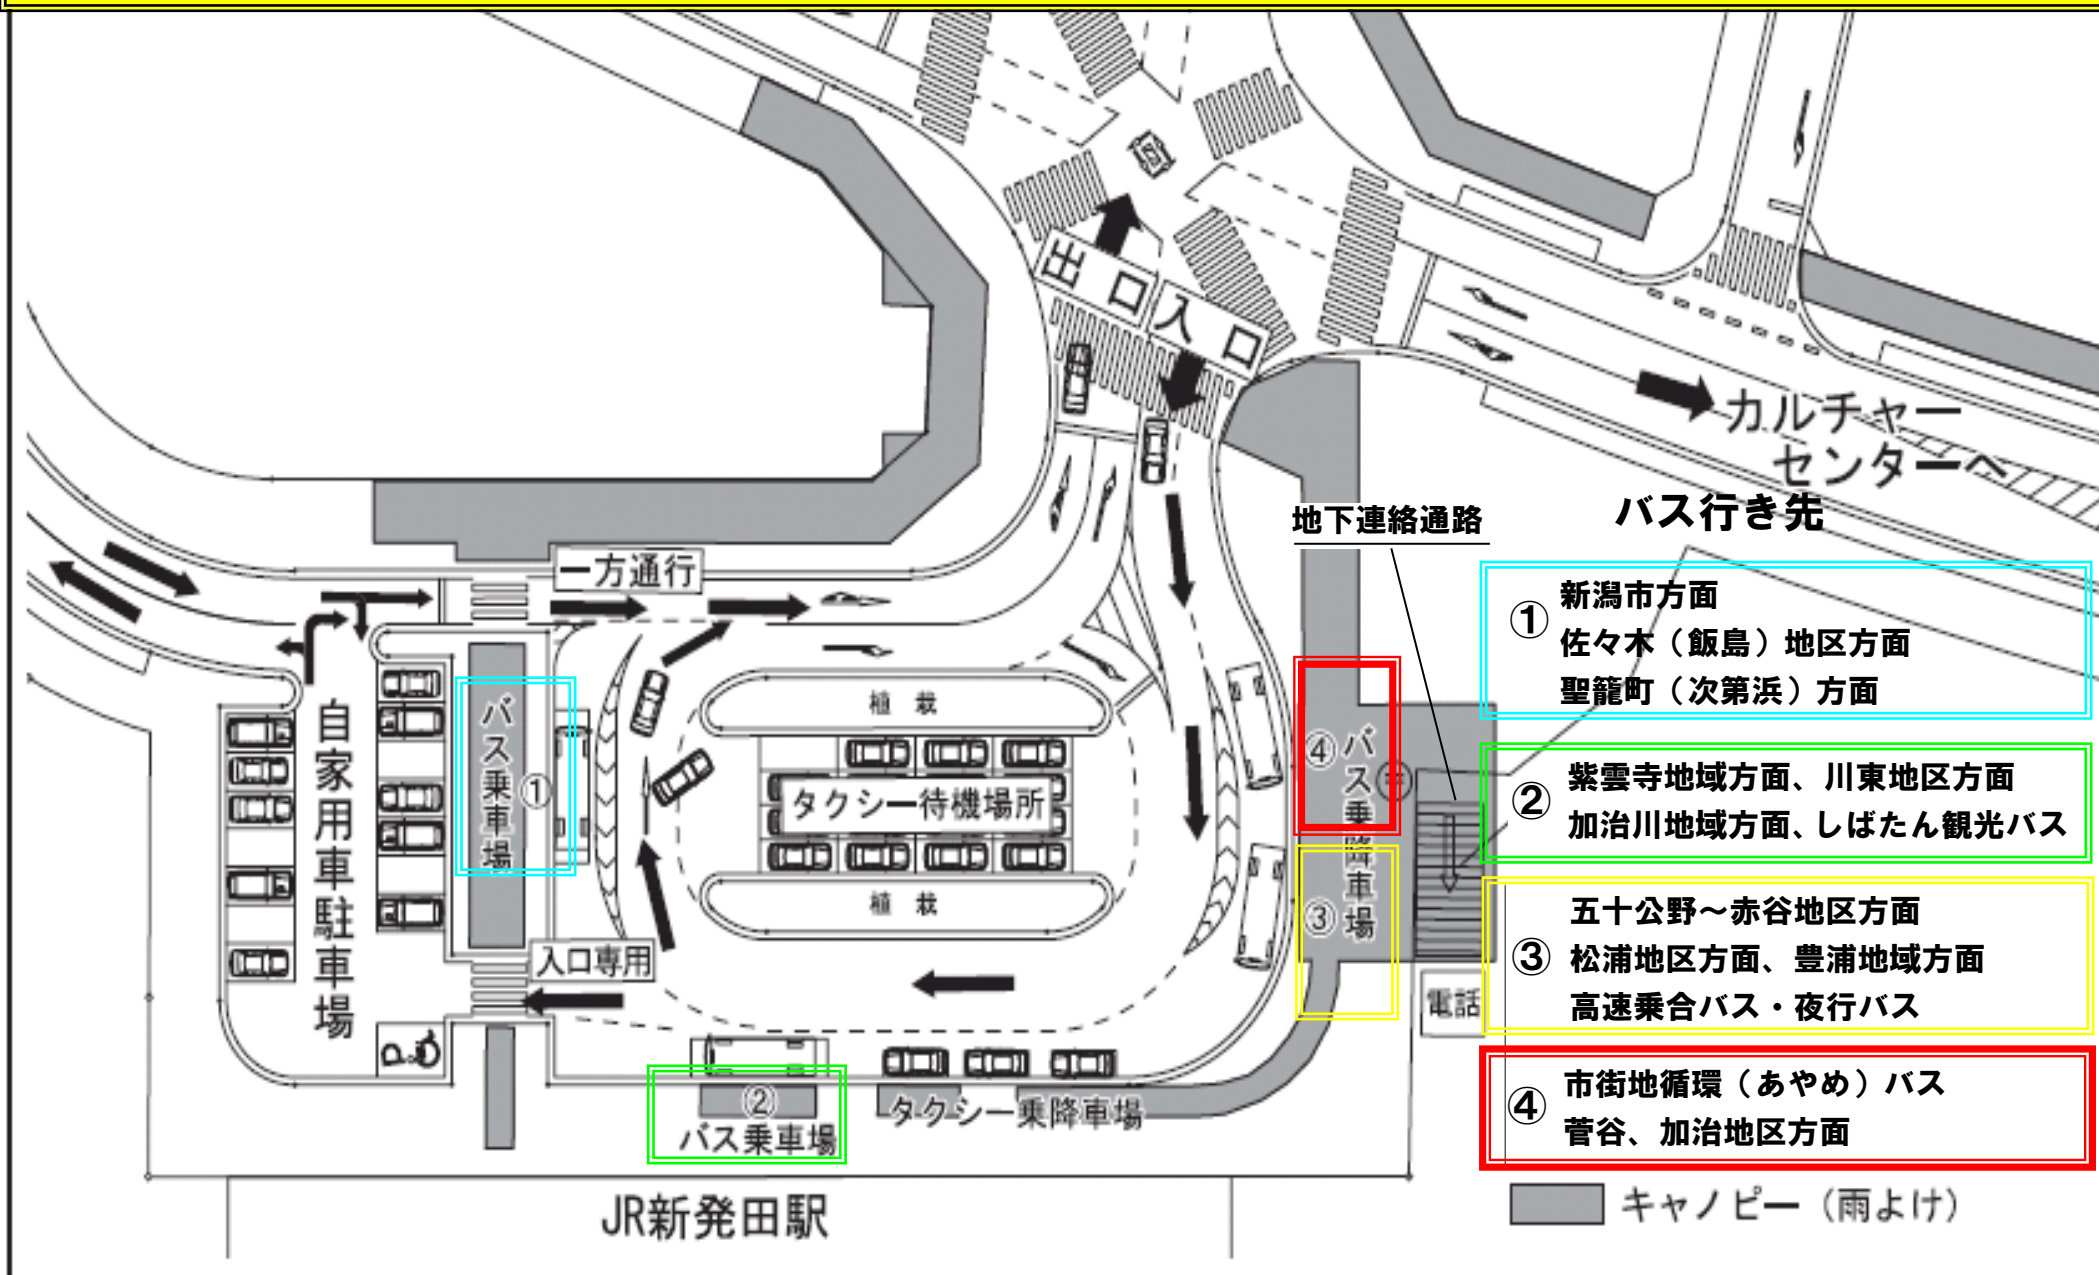 出口
入口
カルチャー
センターへ
地下連絡通路
バス行き先
一方通行
① 新潟市方面
佐々木（飯島）地区方面
聖籠町（次第浜）方面
② 紫雲寺地域方面、川東地区方面
加治川地域方面、しばたん観光バス
③ 五十公野～赤谷地区方面
松浦地区方面、豊浦地域方面
高速乗合バス・夜行バス
④ 市街地循環（あやめ）バス
菅谷、加治地区方面
キャノピー（雨よけ）
自家用車駐車場
バス乗車場
①
植栽
タクシー待機場所
植栽
④
バス乗降車場
③
入口専用
電話
②
バス乗車場
タクシー乗降車場
JR新発田駅